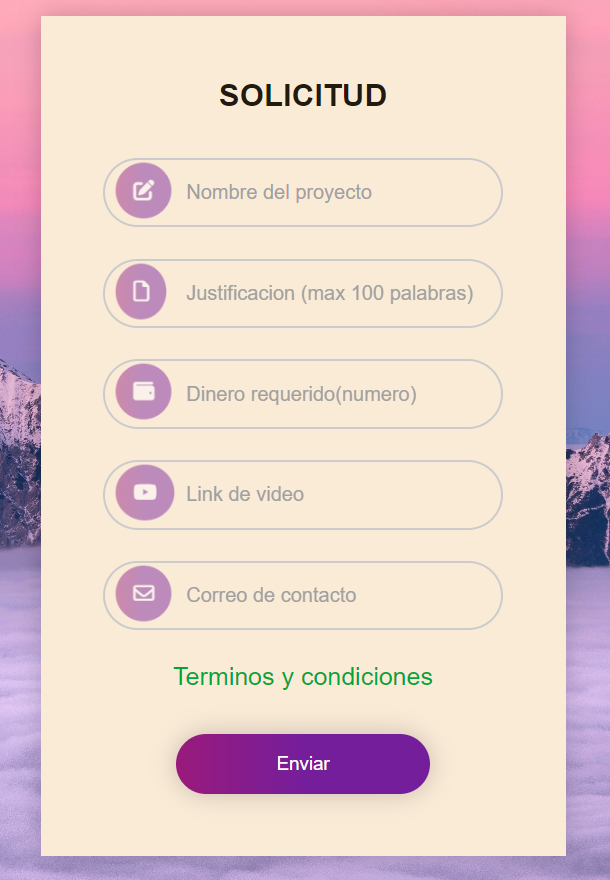 SOLICITUD
Nombre del proyecto
Justificacion (max 100 palabras)
Dinero requerido(numero)
Link de video
Correo de contacto
Terminos y condiciones
Enviar